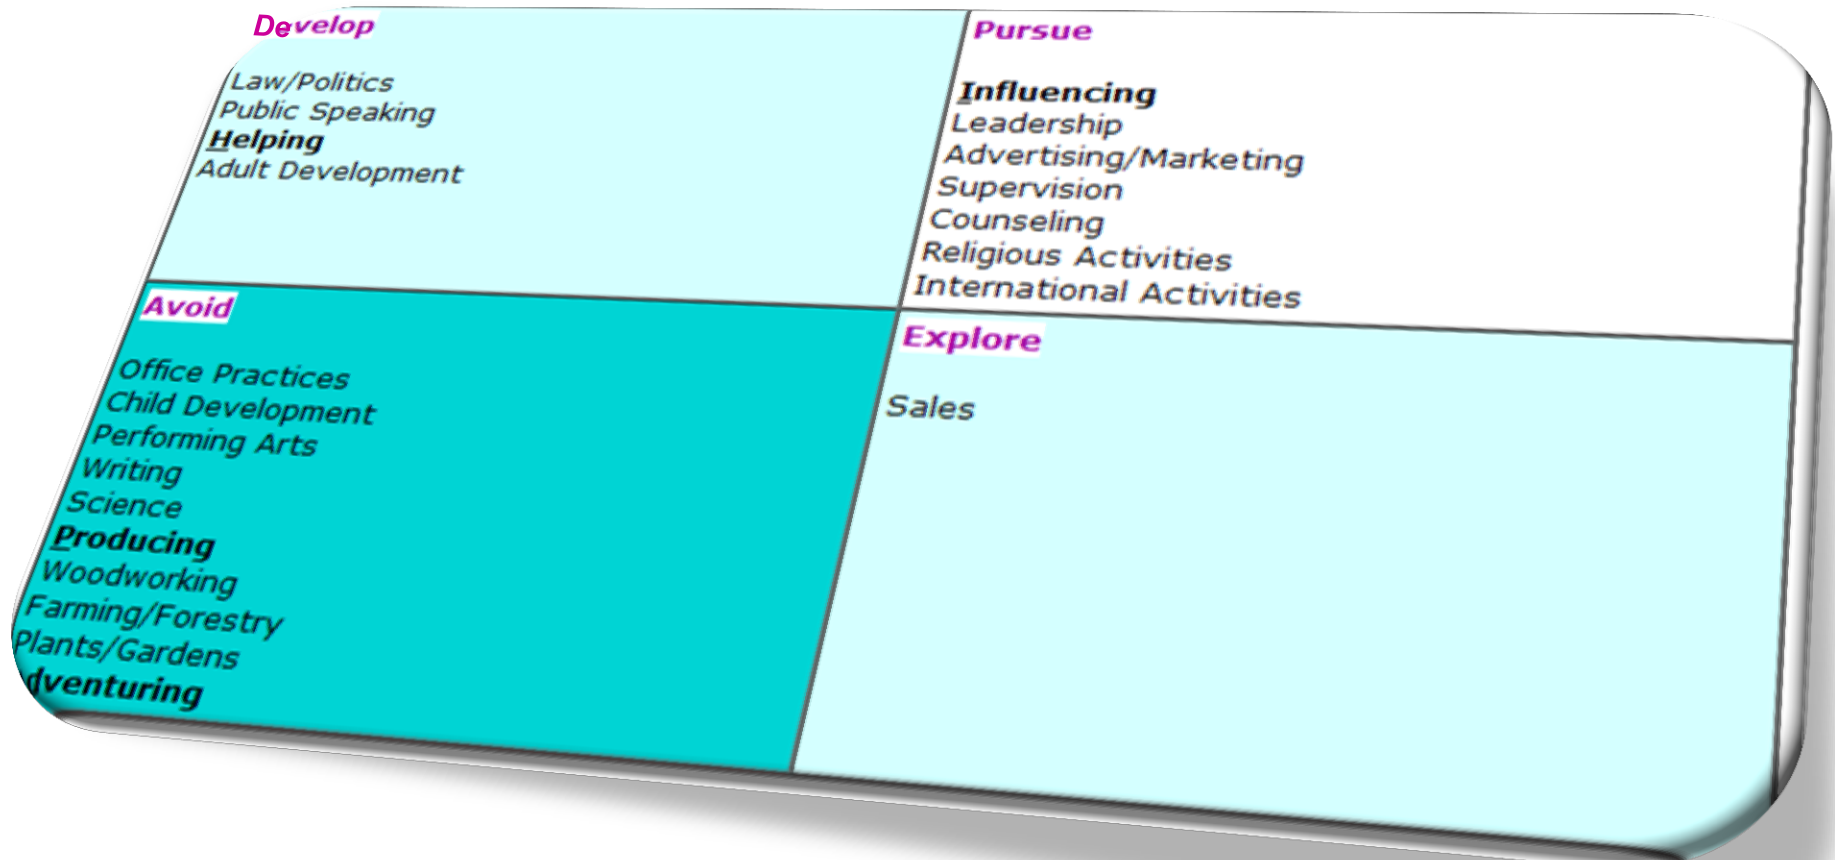 Develop
Law/Politics
Public Speaking
Helping
Adult Development
Pursue
Influencing
Leadership
Advertising/Marketing
Supervision
Counseling
Religious Activities
International Activities
Avoid
Office Practices
Child Development
Performing Arts
Writing
Science
Producing
Woodworking
Farming/Forestry
Plants/Gardens
dventuring
Explore
Sales